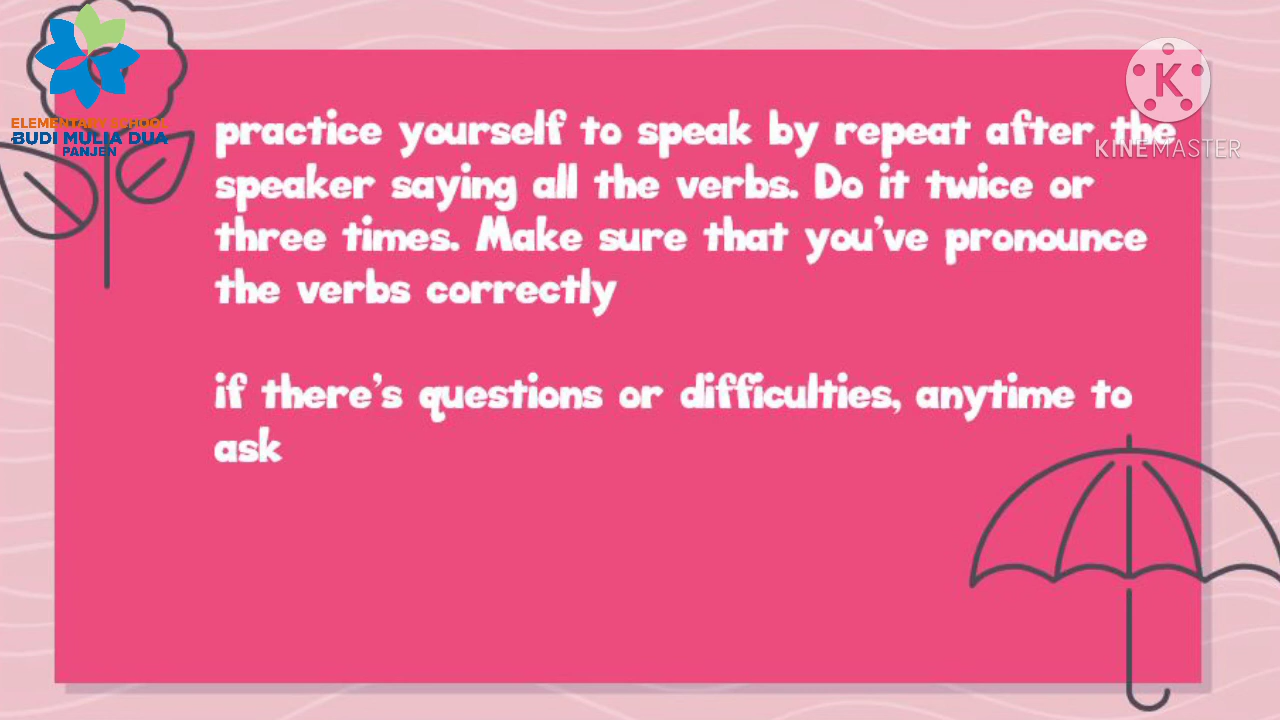 ELEMENTARY SCHOOL
BUDI MULIA DUA
PANJEN
K
KINEMASTER
practice yourself to speak by repeat after the
speaker saying all the verbs. Do it twice or
three times. Make sure that you've pronounce
the verbs correctly
if there's questions or difficulties, anytime to
ask